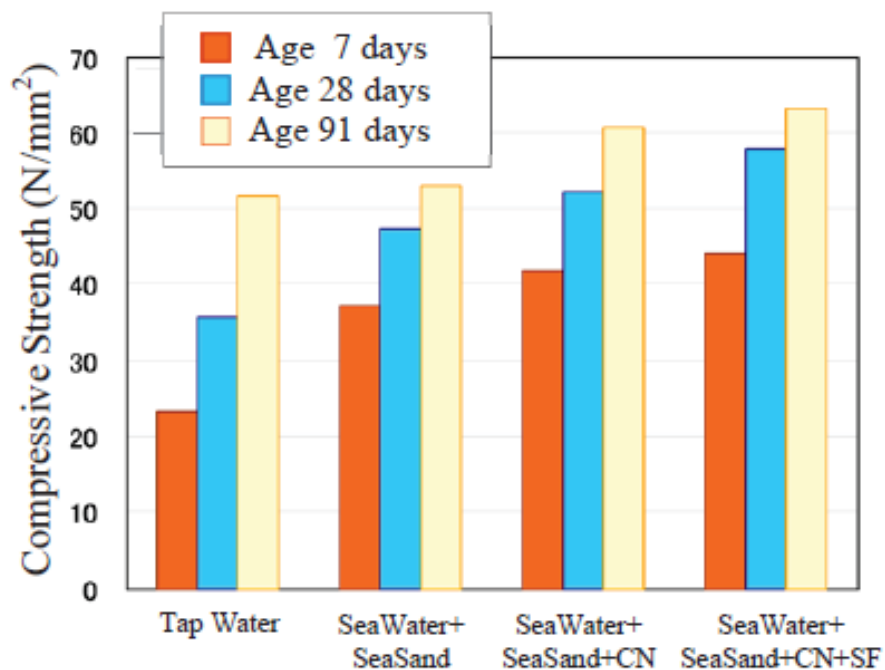 Age 7 days
Age 28 days
Age 91 days
Compressive Strength (N/mm²)
70
60
50
40
30
20
10
0
Tap Water
SeaWater+
SeaSand
SeaWater+
SeaSand+CN
SeaWater+
SeaSand+CN+SF